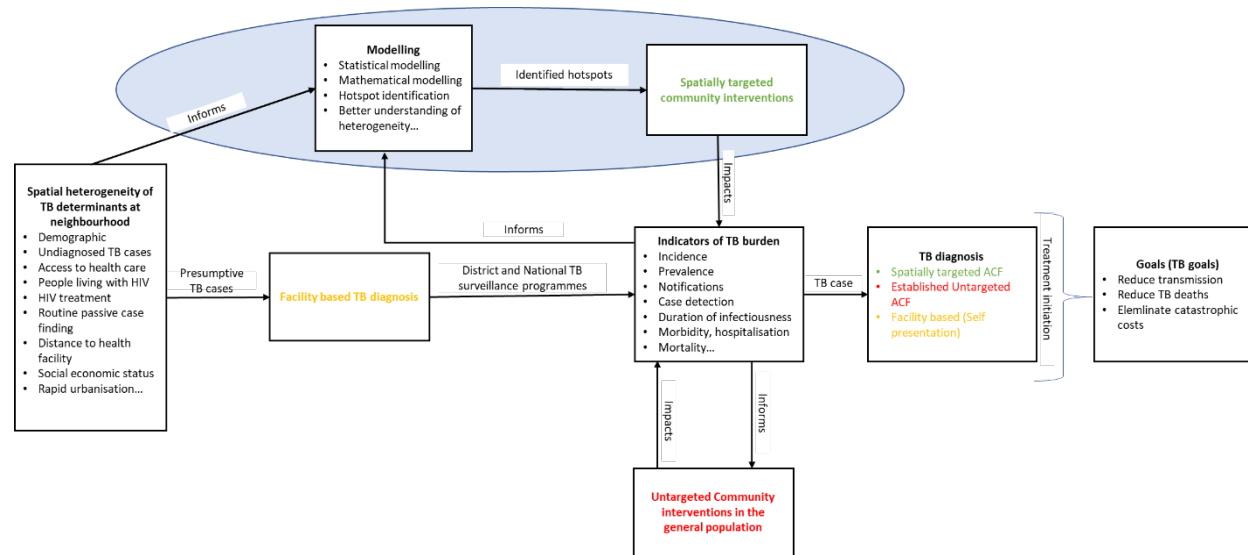 Modelling
• Statistical modelling
• Mathematical modelling
• Hotspot identification
• Better understanding of
heterogeneity...
Identified hotspots
Spatially targeted
community interventions
Informs
Impacts
Spatial heterogeneity of
TB determinants at
neighbourhood
• Demographic
• Undiagnosed TB cases
• Access to health care
• People living with HIV
• HIV treatment
• Routine passive case
finding
• Distance to health
facility
• Social economic status
• Rapid urbanisation...
Presumptive
TB cases
Facility based TB diagnosis
Informs
District and National TB
surveillance programmes
Indicators of TB burden
• Incidence
• Prevalence
• Notifications
• Case detection
• Duration of infectiousness
• Morbidity, hospitalisation
• Mortality...
TB case
TB diagnosis
• Spatially targeted ACF
• Established Untargeted
ACF
• Facility based (Self
presentation)
Treatment initiation
Goals (TB goals)
• Reduce transmission
• Reduce TB deaths
• Elemlinate catastrophic
costs
Impacts
Informs
Untargeted Community
interventions in the
general population